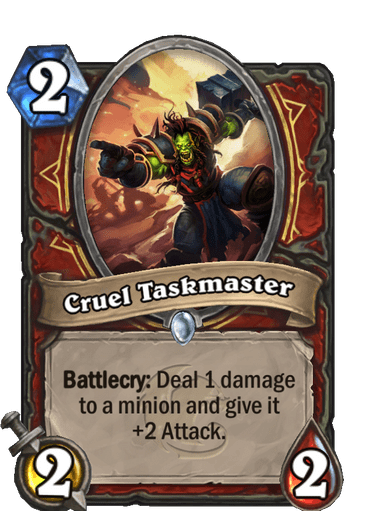 2
Cruel Taskmaster
Battlecry: Deal 1 damage
to a minion and give it
+2 Attack.
2
2